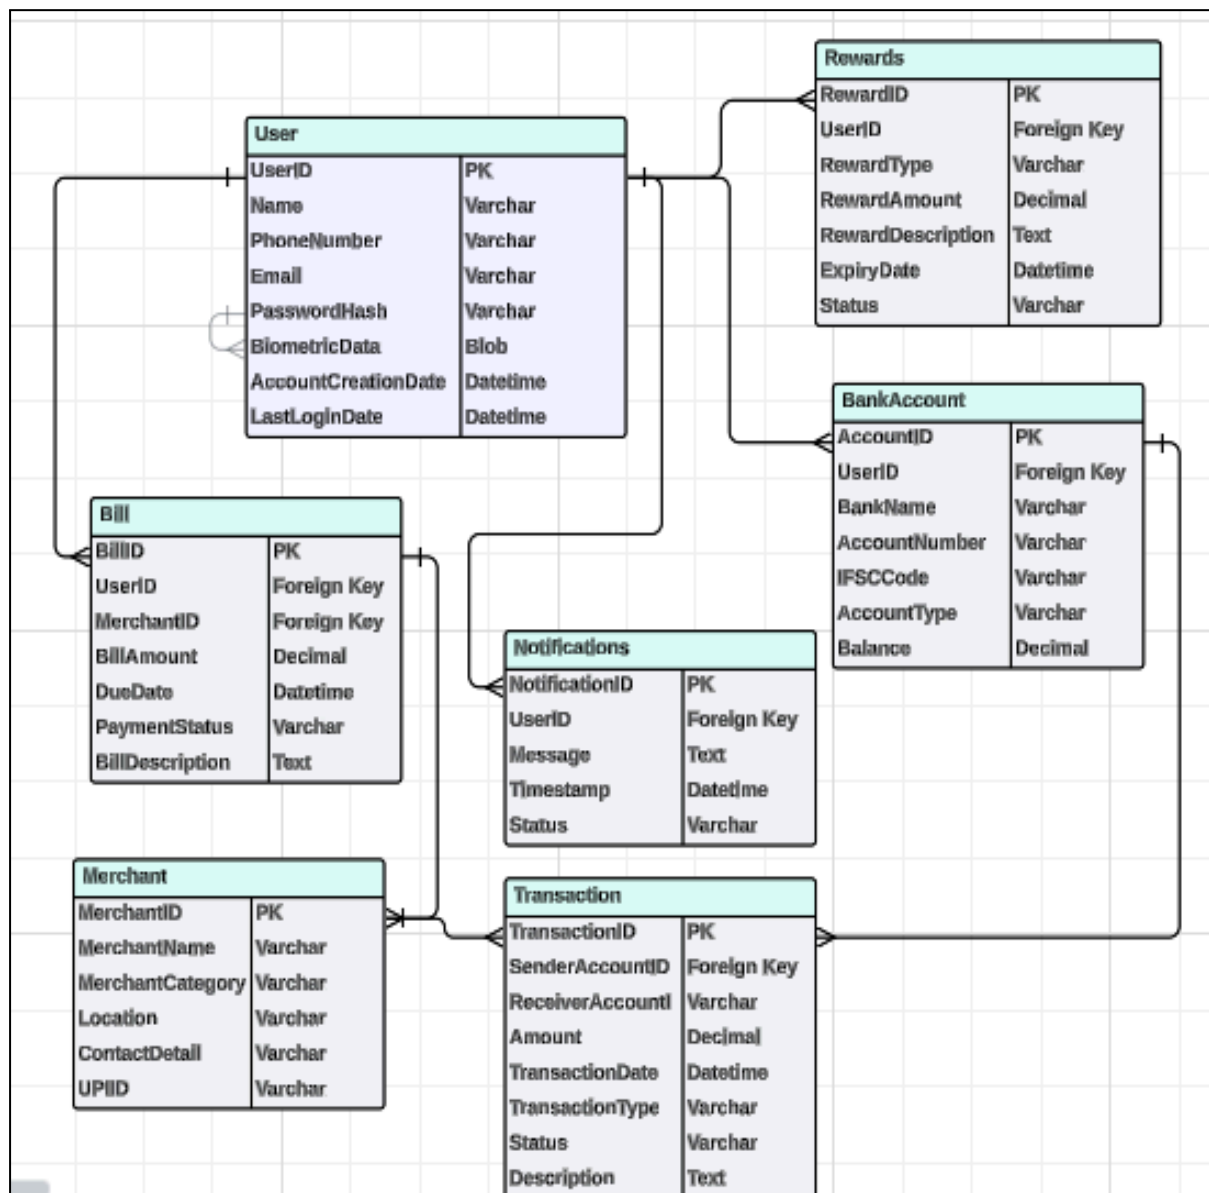 User
UserID PK
Name Varchar
PhoneNumber Varchar
Email Varchar
PasswordHash Varchar
BiometricData Blob
AccountCreationDate Datetime
LastLoginDate Datetime
Rewards
RewardID PK
UserID Foreign Key
RewardType Varchar
RewardAmount Decimal
RewardDescription Text
ExpiryDate Datetime
Status Varchar
BankAccount
AccountID PK
UserID Foreign Key
BankName Varchar
AccountNumber Varchar
IFSCCode Varchar
AccountType Varchar
Balance Decimal
Bill
BillID PK
UserID Foreign Key
MerchantID Foreign Key
BillAmount Decimal
DueDate Datetime
PaymentStatus Varchar
BillDescription Text
Notifications
NotificationID PK
UserID Foreign Key
Message Text
Timestamp Datetime
Status Varchar
Merchant
MerchantID PK
MerchantName Varchar
MerchantCategory Varchar
Location Varchar
ContactDetail Varchar
UPIID Varchar
Transaction
TransactionID PK
SenderAccountID Foreign Key
ReceiverAccountI Varchar
Amount Decimal
TransactionDate Datetime
TransactionType Varchar
Status Varchar
Description Text